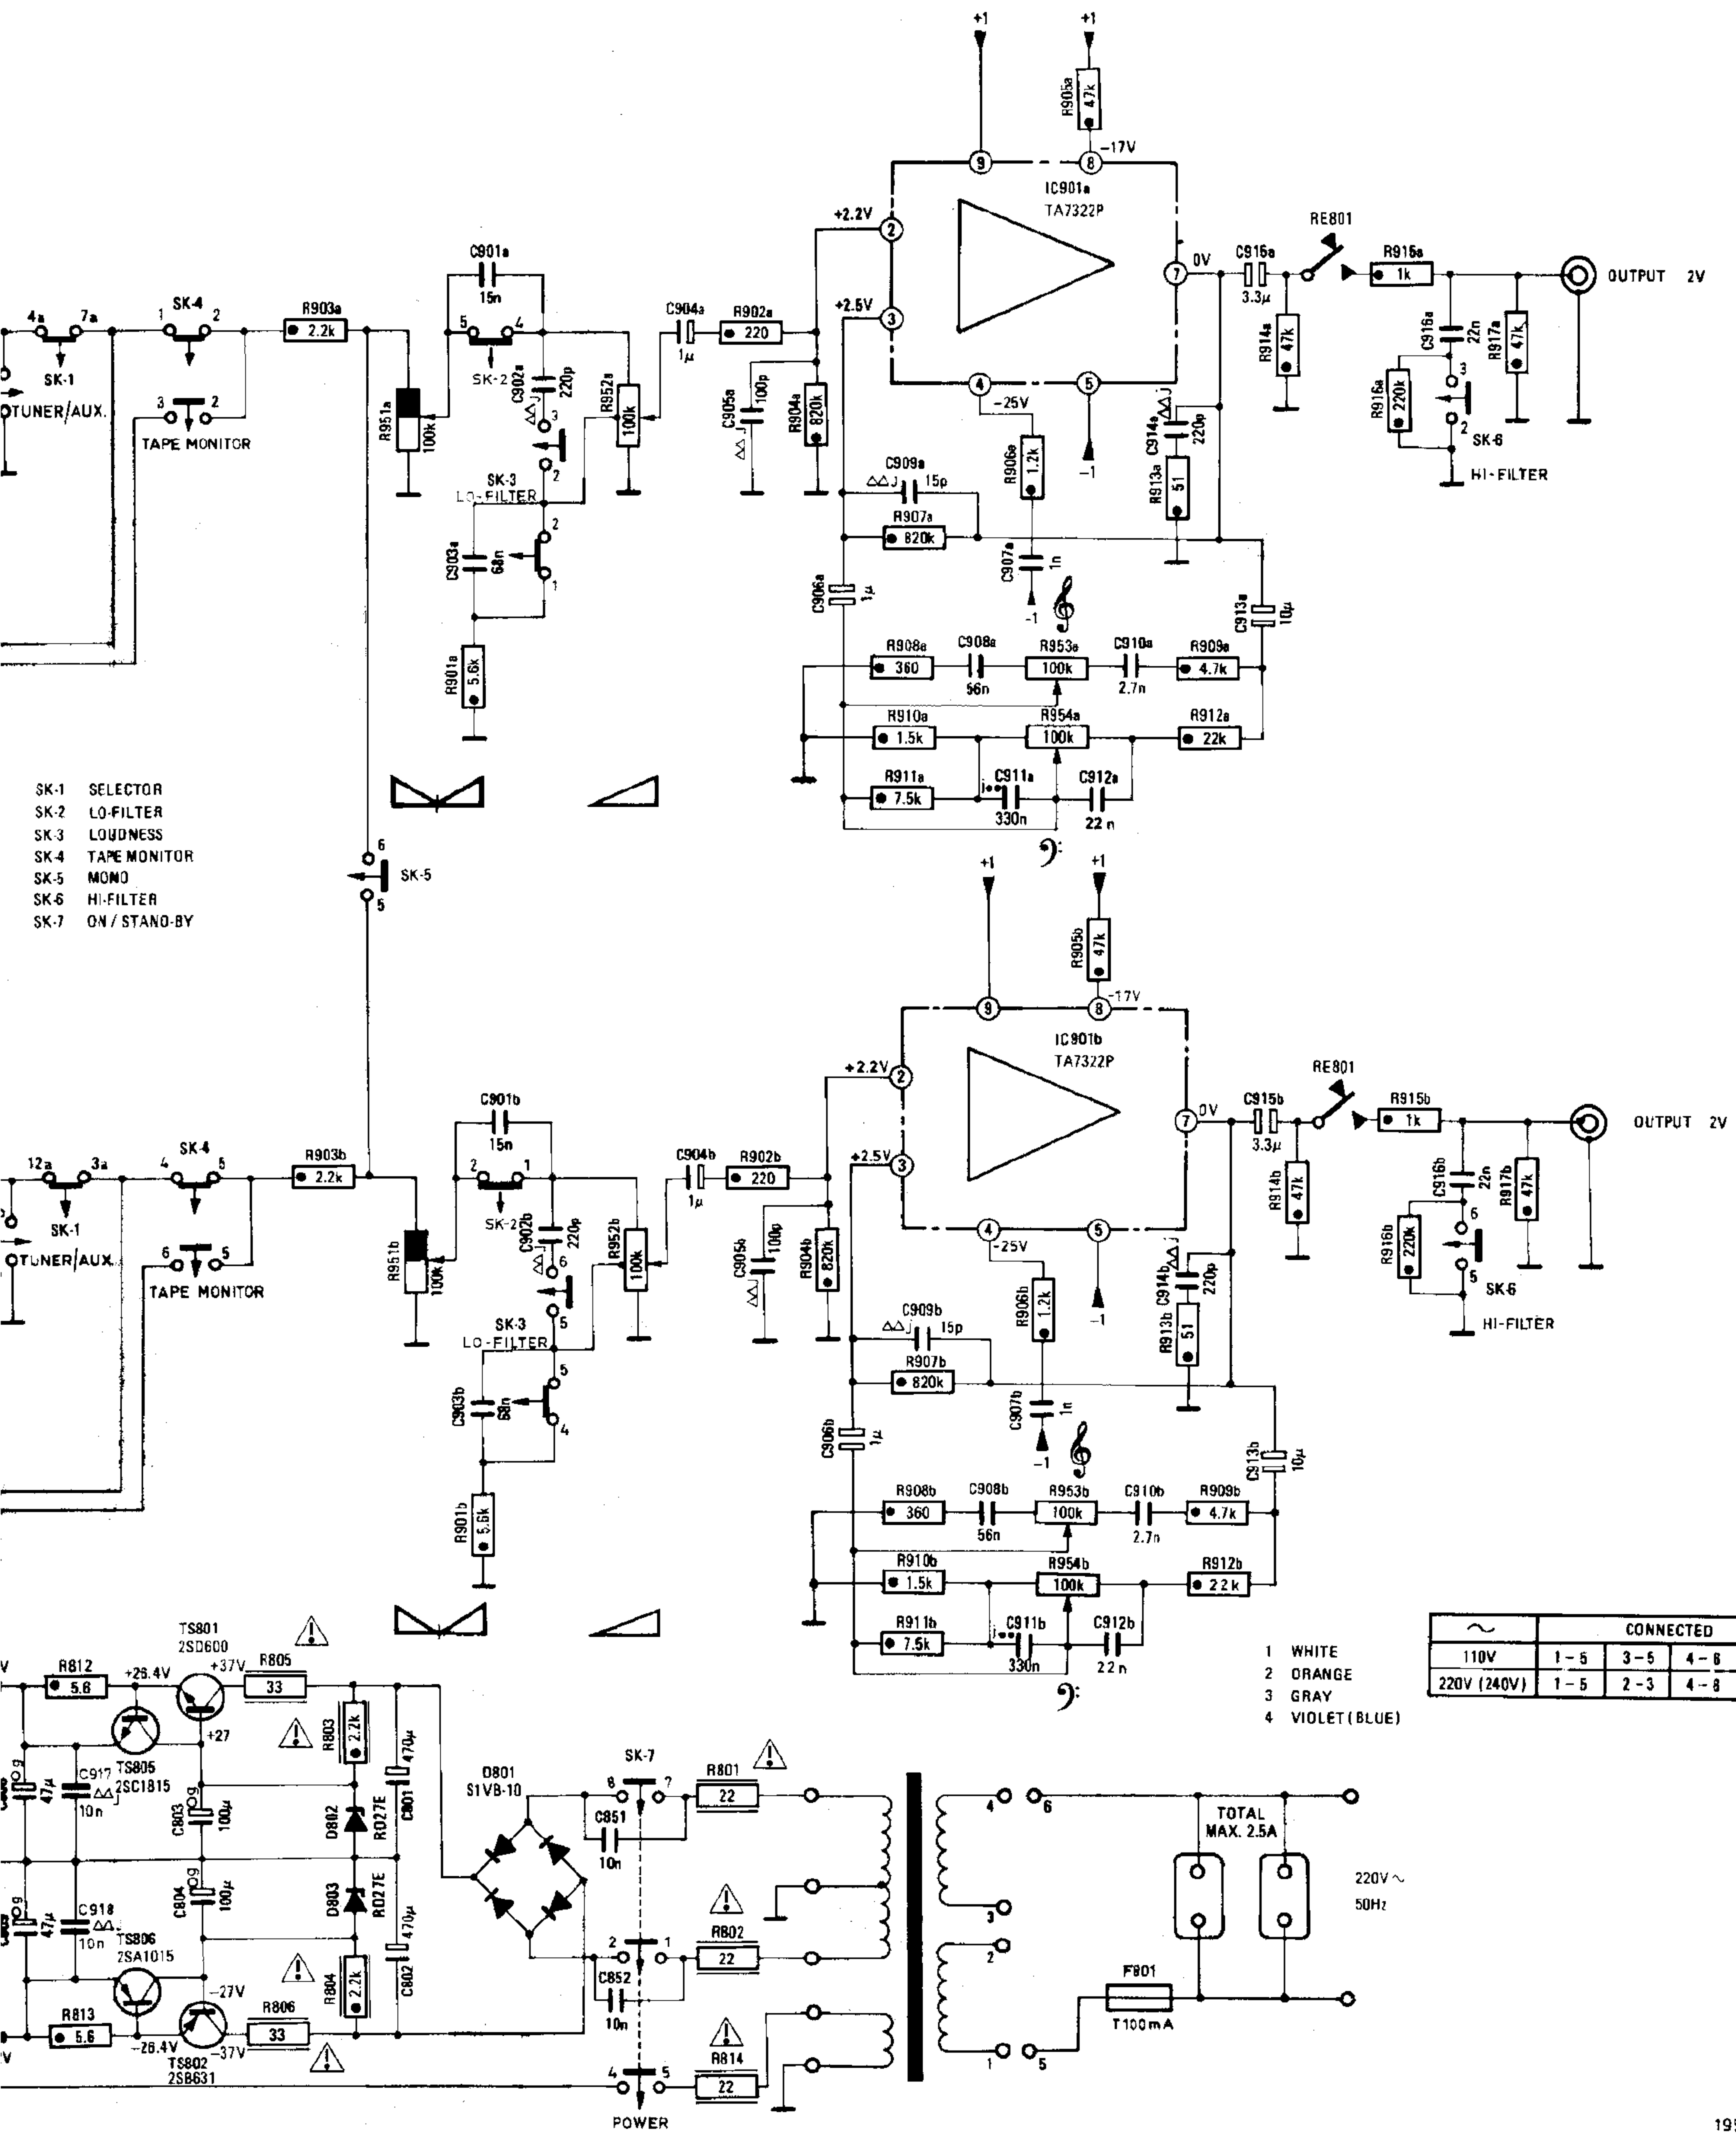 +1 +1
R905a 47k
9 8 -17V
IC901a
TA7322P
+2.2V 2
RE801
C901a 15n
7 0V C915a 3.3μ
R915a 1k
OUTPUT 2V
4a 7a SK-4 1 2
R903a 2.2k
5 4 SK-2
C904a 1μ
R902a 220
+2.5V 3
R914a 47k
C916a 22n
R917a 47k
SK-1
TUNER/AUX.
3 2
TAPE MONITOR
R951a 100k
C902a 220p
R952a 100k
C905a 100p
R904a 820k
4 5
-25V -1
C914a 220p
R916a 220k
3 2 SK-6
HI-FILTER
3 2
SK-3
LO-FILTER
C909a 15p
R906a 1.2k
R913a 51
R907a 820k
C903a 68n
2 1
C906a 1μ
C907a 1n
-1
C913a 10μ
R901a 5.6k
R908a 360
C908a 56n
R953a 100k
C910a 2.7n
R909a 4.7k
R910a 1.5k
R954a 100k
R912a 22k
R911a 7.5k
C911a 330n
C912a 22n
SK-1 SELECTOR
SK-2 LO-FILTER
SK-3 LOUDNESS
SK-4 TAPE MONITOR
SK-5 MONO
SK-6 HI-FILTER
SK-7 ON / STAND-BY
6 SK-5 5
+1 +1
R905b 47k
9 8 -17V
IC901b
TA7322P
+2.2V 2
RE801
C901b 15n
7 0V C915b 3.3μ
R915b 1k
OUTPUT 2V
12a 3a SK-4 4 5
R903b 2.2k
2 1 SK-2
C904b 1μ
R902b 220
+2.5V 3
R914b 47k
C916b 22n
R917b 47k
SK-1
TUNER/AUX.
6 5
TAPE MONITOR
R951b 100k
C902b 220p
R952b 100k
C905b 100p
R904b 820k
4 5
-25V -1
C914b 220p
R916b 220k
6 5 SK-6
HI-FILTER
6 5
SK-3
LO-FILTER
C909b 15p
R906b 1.2k
R913b 51
R907b 820k
C903b 68n
5 4
C906b 1μ
C907b 1n
-1
C913b 10μ
R901b 5.6k
R908b 360
C908b 56n
R953b 100k
C910b 2.7n
R909b 4.7k
R910b 1.5k
R954b 100k
R912b 22k
R911b 7.5k
C911b 330n
C912b 22n
1 WHITE
2 ORANGE
3 GRAY
4 VIOLET (BLUE)
~ CONNECTED
110V 1-5 3-5 4-6
220V (240V) 1-5 2-3 4-8
TS801
2SD600
R812 5.6
+26.4V
+37V R805 33
+27
R803 2.2k
470μ C801
TS805
2SC1815
47μ
C917 10n
C803 100μ
D802 RD27E
D801
S1VB-10
SK-7
8 7
R801 22
C851 10n
4 6
TOTAL
MAX. 2.5A
220V~
50Hz
47μ
C918 10n
C804 100μ
D803 RD27E
470μ C802
TS806
2SA1015
2 1
R802 22
C852 10n
3
2
F801
T100mA
-27V
R804 2.2k
R813 5.6
-26.4V
-37V
R806 33
TS802
2SB631
4 5
R814 22
1 5
POWER